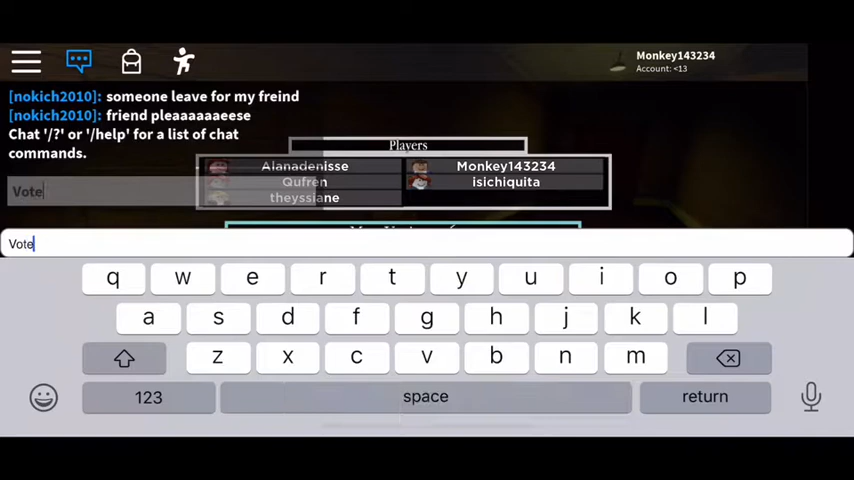 Monkey143234
Account: <13
[nokich2010]: someone leave for my freind
[nokich2010]: friend pleaaaaaeese
Chat '/?' or '/help' for a list of chat
commands.
Players
Alanadenisse
Monkey143234
Qufren
isichiquita
theyssiane
Vote
Vote
q w e r t y u i o p
a s d f g h j k l
z x c v b n m
123
space
return